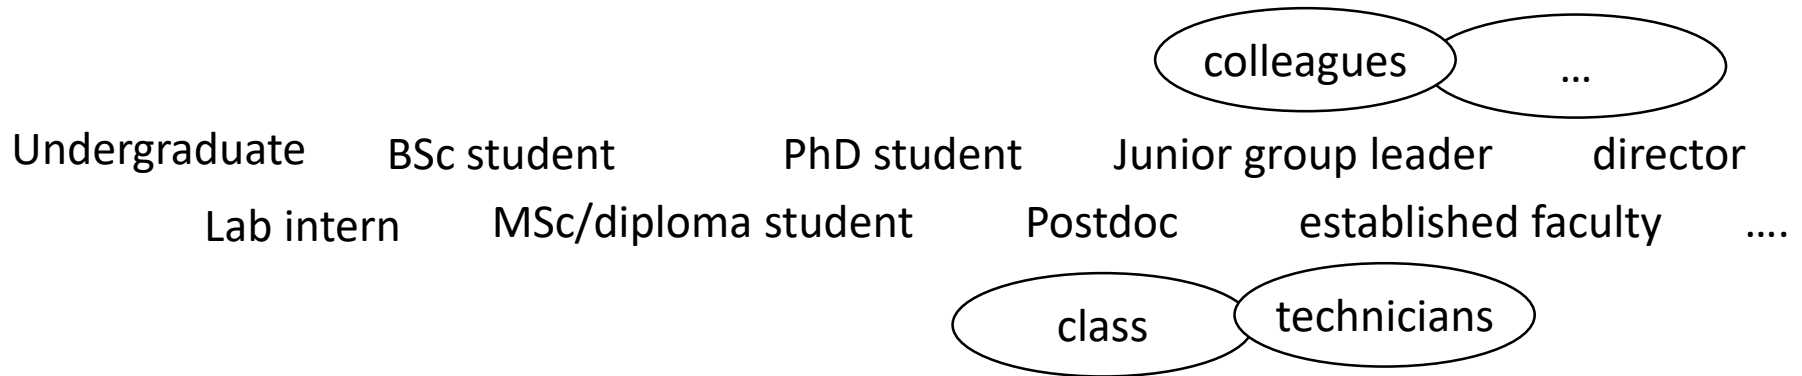 colleagues ...
Undergraduate BSc student PhD student Junior group leader director
Lab intern MSc/diploma student Postdoc established faculty ....
class technicians